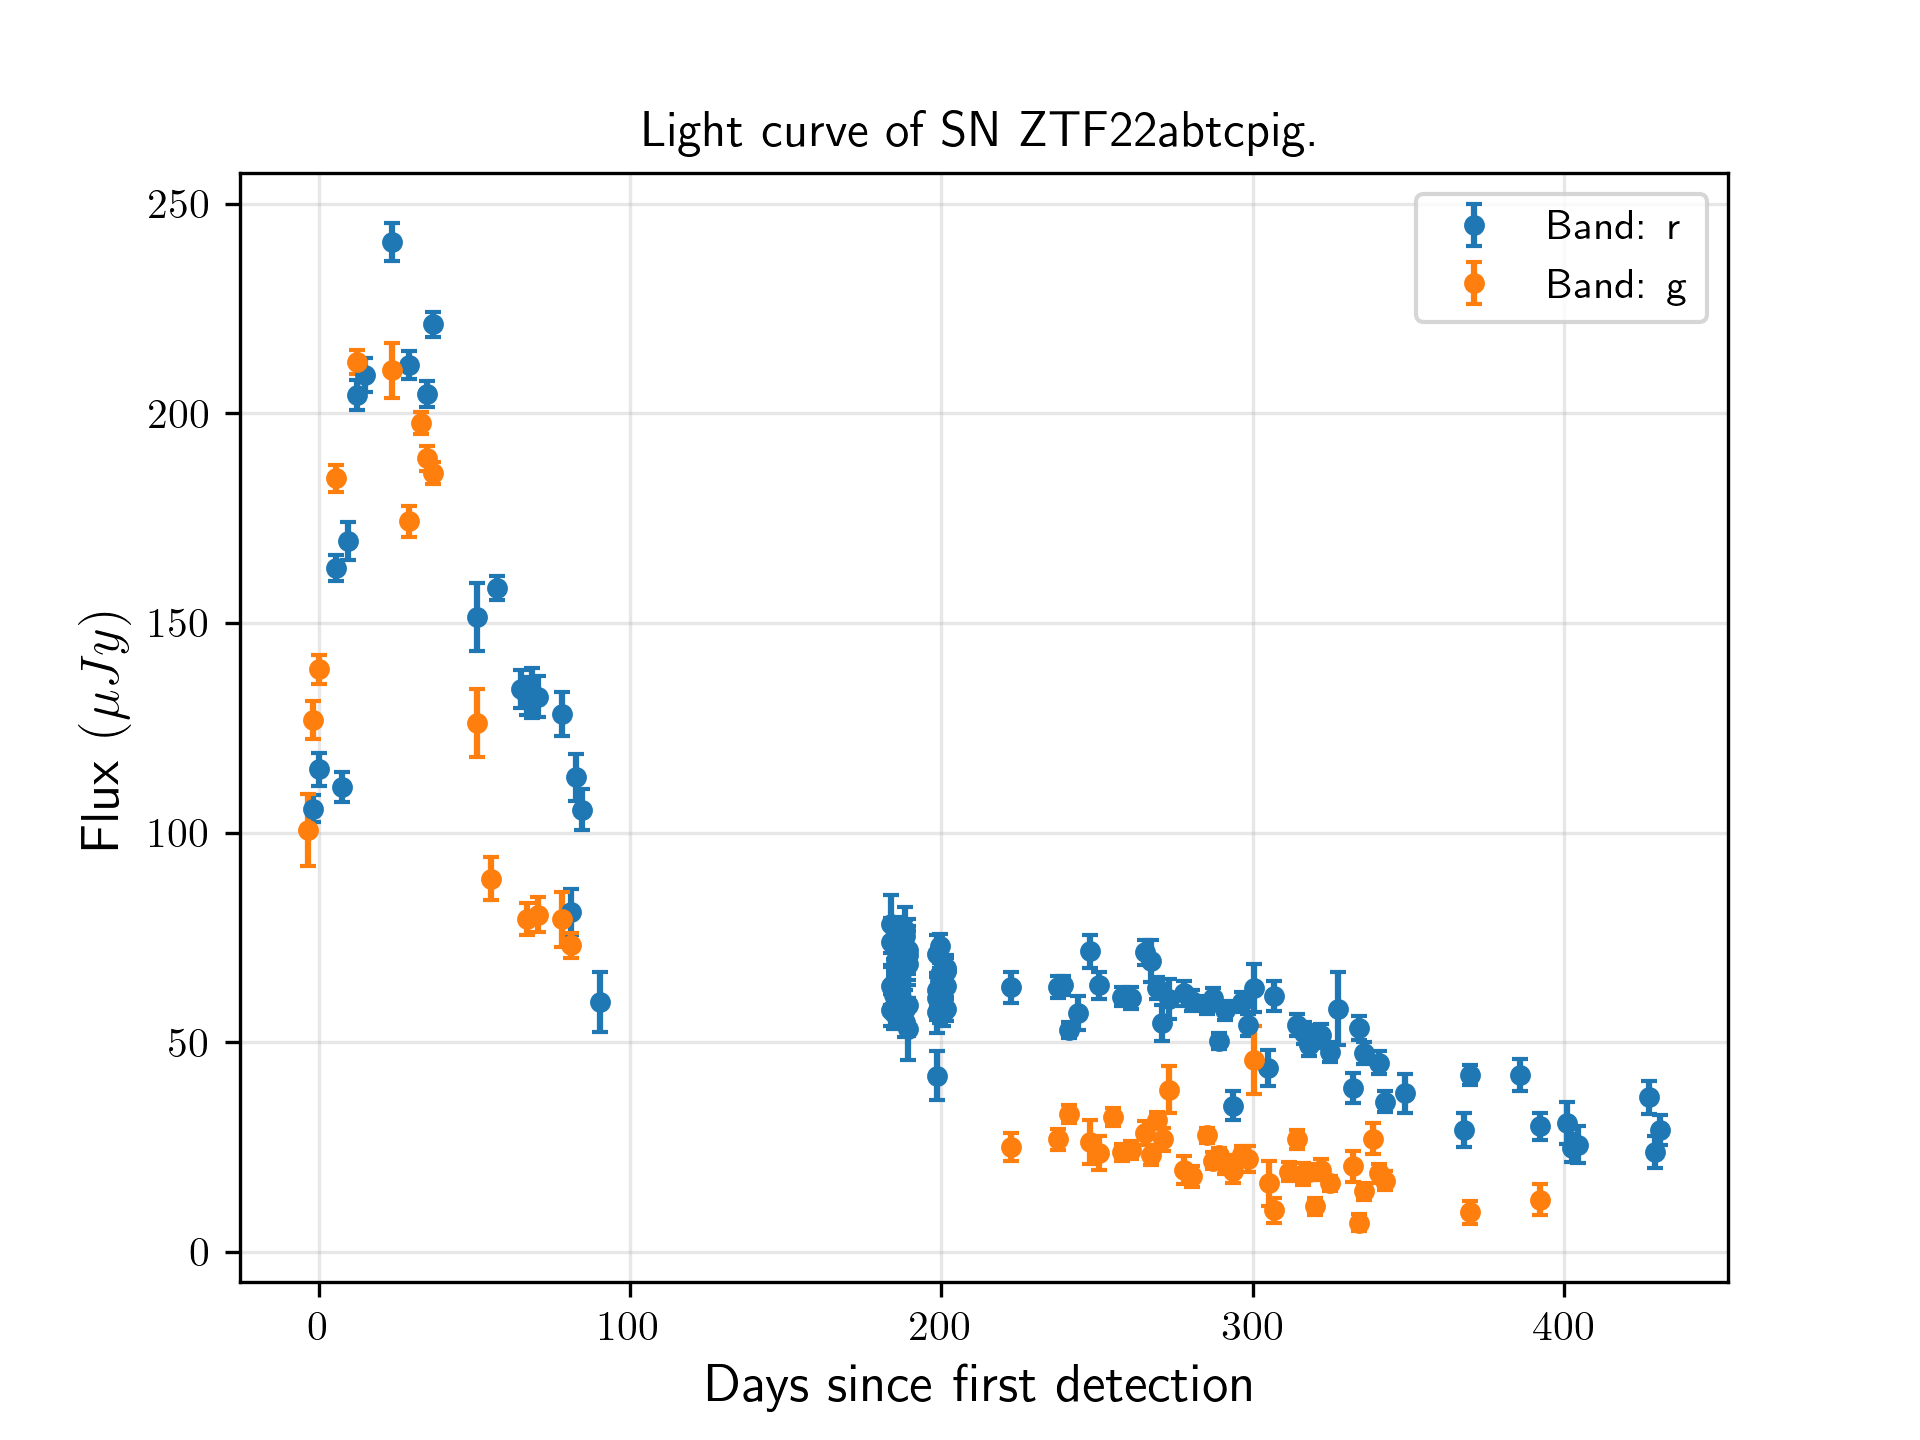 Light curve of SN ZTF22abtcpig.
Band: r
Band: g
Flux (μJy)
250
200
150
100
50
0
0 100 200 300 400
Days since first detection